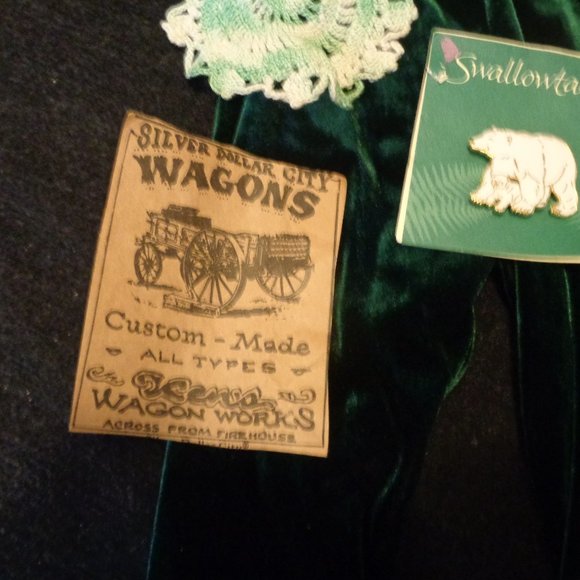 SILVER DOLLAR CITY
WAGONS
Custom - Made
ALL TYPES
WAGON WORKS
ACROSS FROM FIREHOUSE
Swallowta